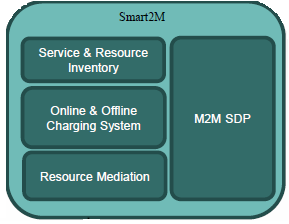 Smart2M
Service & Resource
Inventory
Online & Offline
Charging System
Resource Mediation
M2M SDP